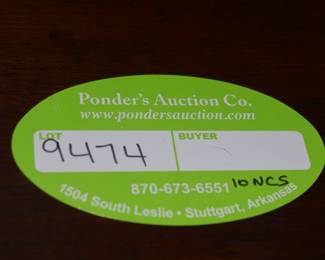 Ponder's Auction Co.
www.pondersauction.com
LOT BUYER
9474
870-673-6551 10NCS
1504 South Leslie • Stuttgart, Arkansas